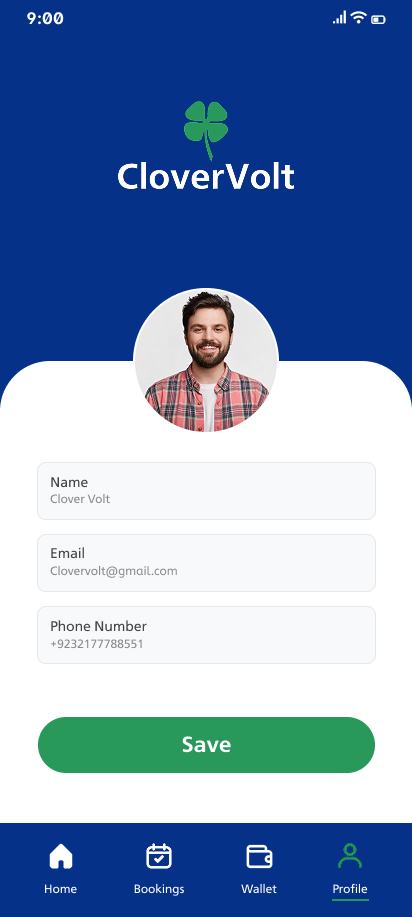 9:00
CloverVolt
Name
Clover Volt
Email
Clovervolt@gmail.com
Phone Number
+9232177788551
Save
Home
Bookings
Wallet
Profile